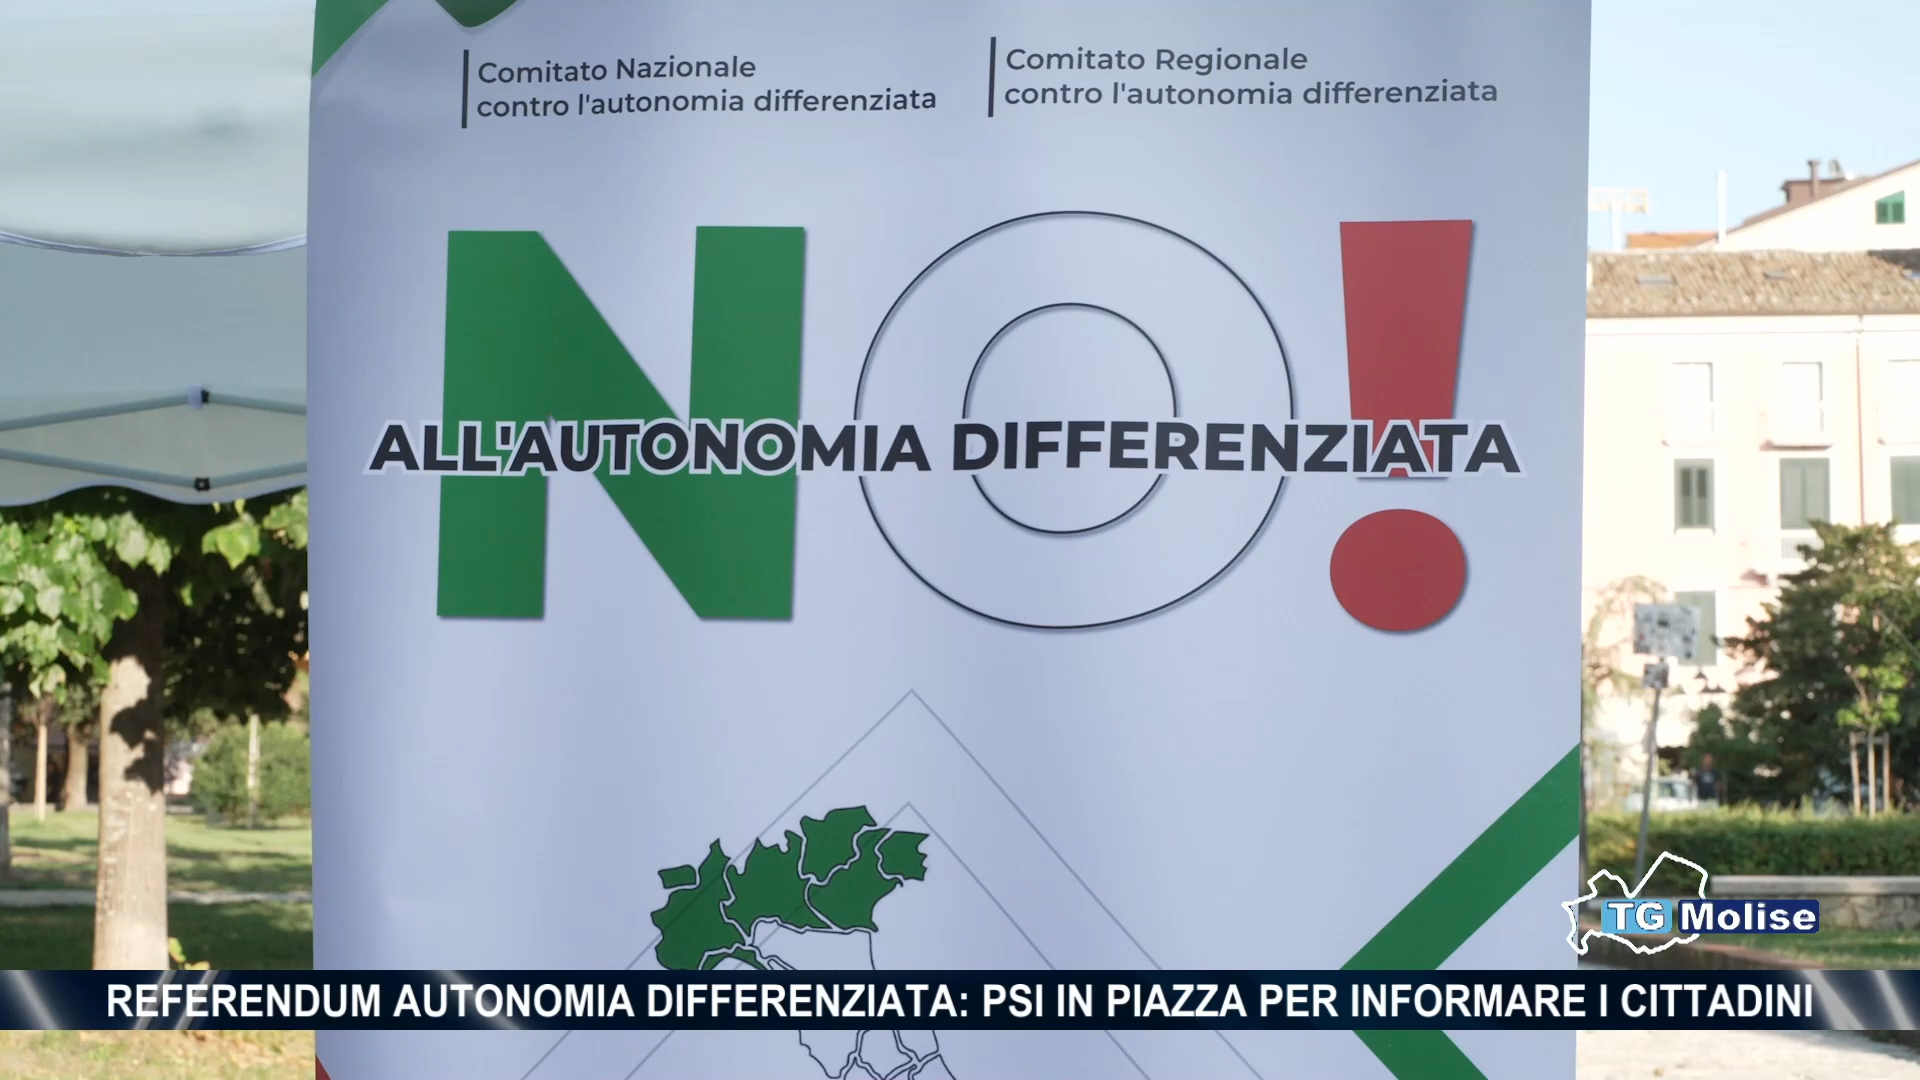 Comitato Nazionale
contro l'autonomia differenziata
Comitato Regionale
contro l'autonomia differenziata
NO!
ALL'AUTONOMIA DIFFERENZIATA
TG Molise
REFERENDUM AUTONOMIA DIFFERENZIATA: PSI IN PIAZZA PER INFORMARE I CITTADINI